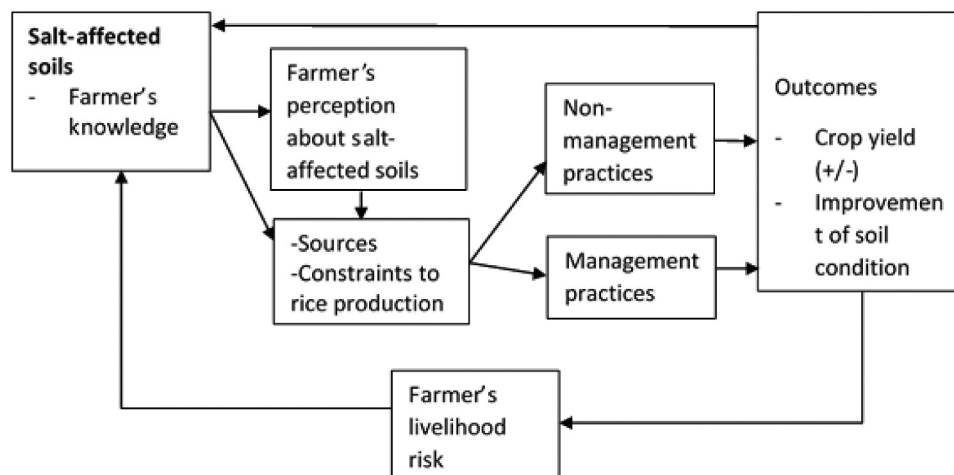 Salt-affected
soils
- Farmer's
knowledge
Farmer's
perception
about salt-
affected soils
-Sources
-Constraints to
rice production
Non-
management
practices
Management
practices
Outcomes
- Crop yield
(+/-)
- Improvemen
t of soil
condition
Farmer's
livelihood
risk